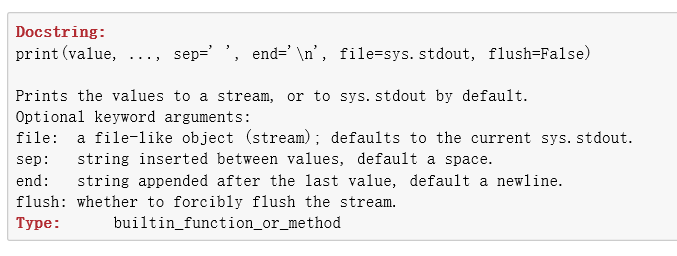 Docstring:
print(value, ..., sep=' ', end='\n', file=sys.stdout, flush=False)
Prints the values to a stream, or to sys.stdout by default.
Optional keyword arguments:
file:  a file-like object (stream); defaults to the current sys.stdout.
sep:   string inserted between values, default a space.
end:   string appended after the last value, default a newline.
flush: whether to forcibly flush the stream.
Type:      builtin_function_or_method